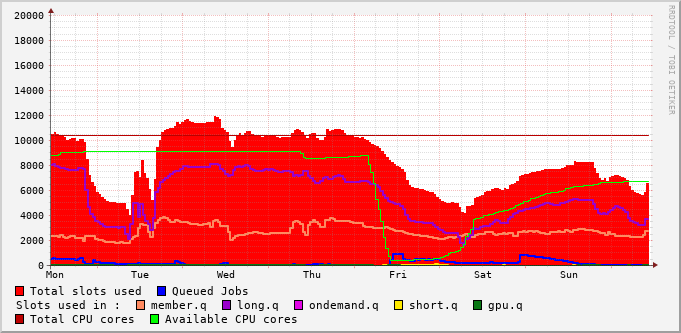 RRDTOOL / TOBI OETIKER
20000
18000
16000
14000
12000
10000
8000
6000
4000
2000
0
Mon Tue Wed Thu Fri Sat Sun
Total slots used Queued Jobs
Slots used in : member.q long.q ondemand.q short.q gpu.q
Total CPU cores Available CPU cores